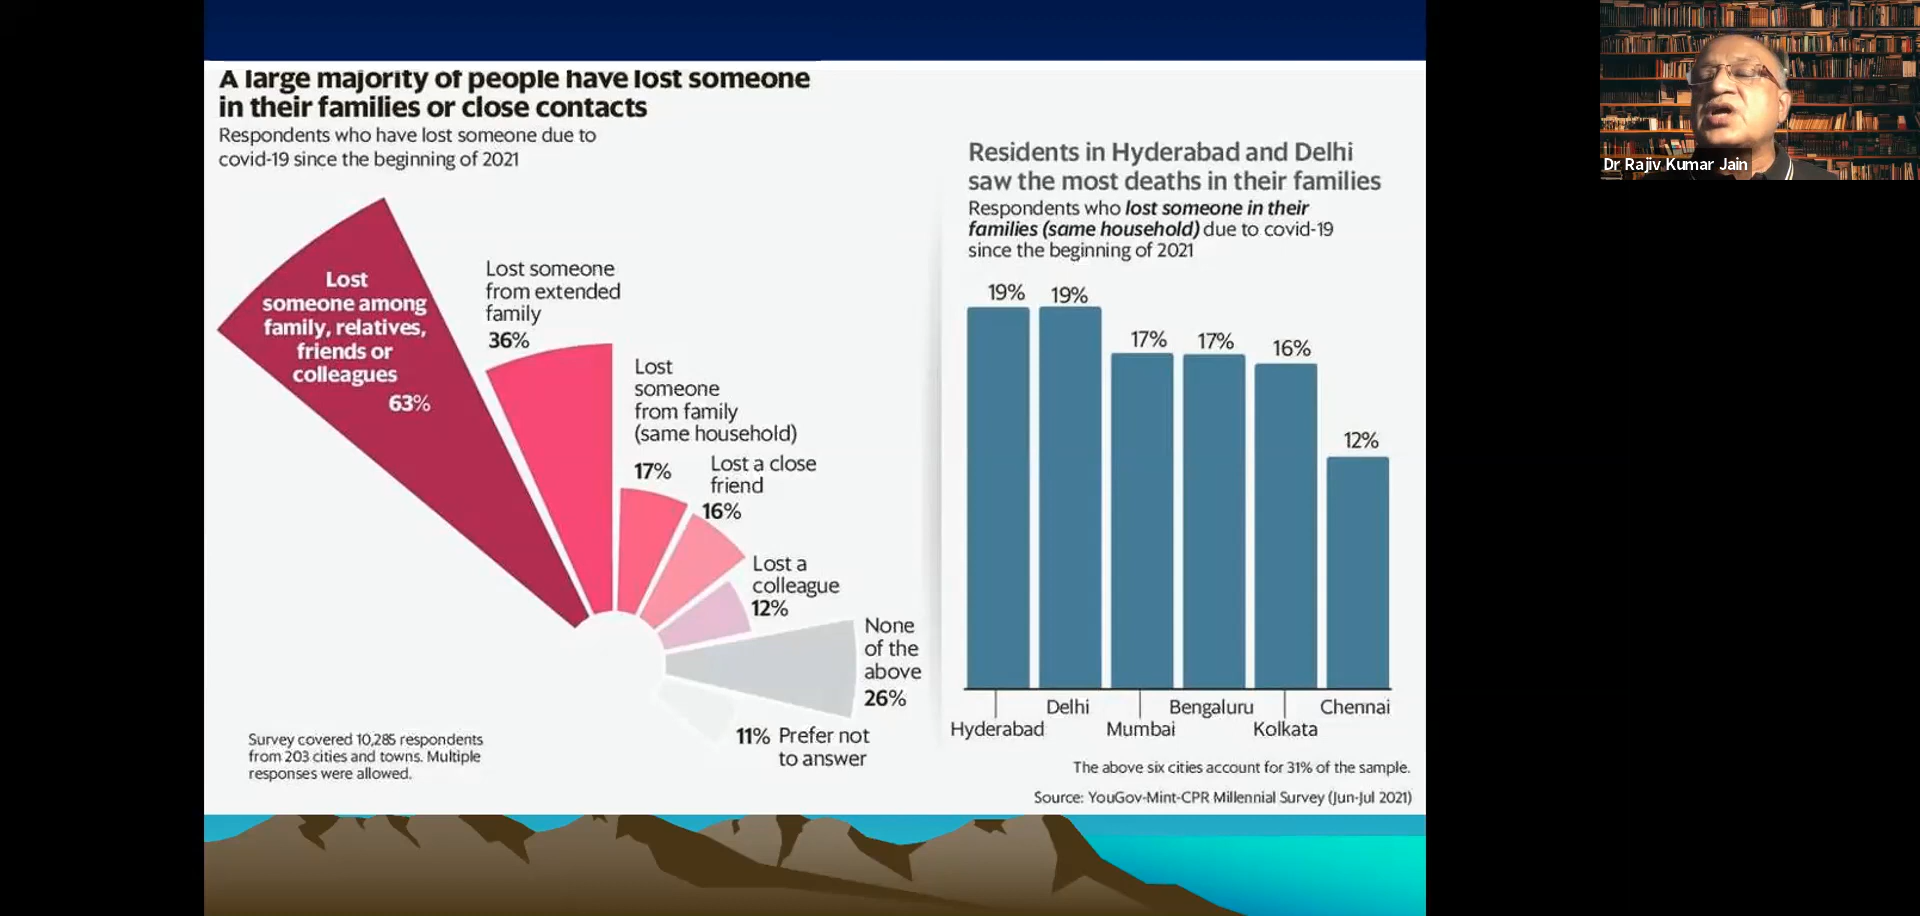 A large majority of people have lost someone
in their families or close contacts
Respondents who have lost someone due to
covid-19 since the beginning of 2021
Lost
someone among
family, relatives,
friends or
colleagues
63%
Lost someone
from extended
family
36%
Lost
someone
from family
(same household)
17%
Lost a close
friend
16%
Lost a
colleague
12%
None
of the
above
26%
11% Prefer not
to answer
Survey covered 10,285 respondents
from 203 cities and towns. Multiple
responses were allowed.
Residents in Hyderabad and Delhi
saw the most deaths in their families
Respondents who lost someone in their
families (same household) due to covid-19
since the beginning of 2021
19%
19%
17%
17%
16%
12%
Hyderabad
Delhi
Mumbai
Bengaluru
Kolkata
Chennai
The above six cities account for 31% of the sample.
Source: YouGov-Mint-CPR Millennial Survey (Jun-Jul 2021)
Dr Rajiv Kumar Jain